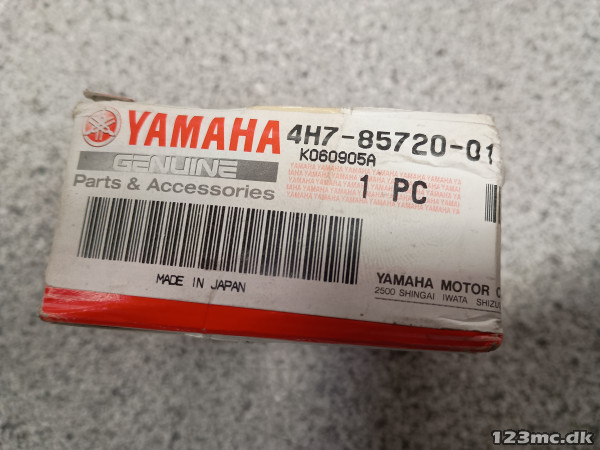 YAMAHA 4H7-85720-01
GENUINE K060905A
Parts & Accessories 1 PC
MADE IN JAPAN
YAMAHA MOTOR
2500 SHINGAI IWATA
123mc.dk